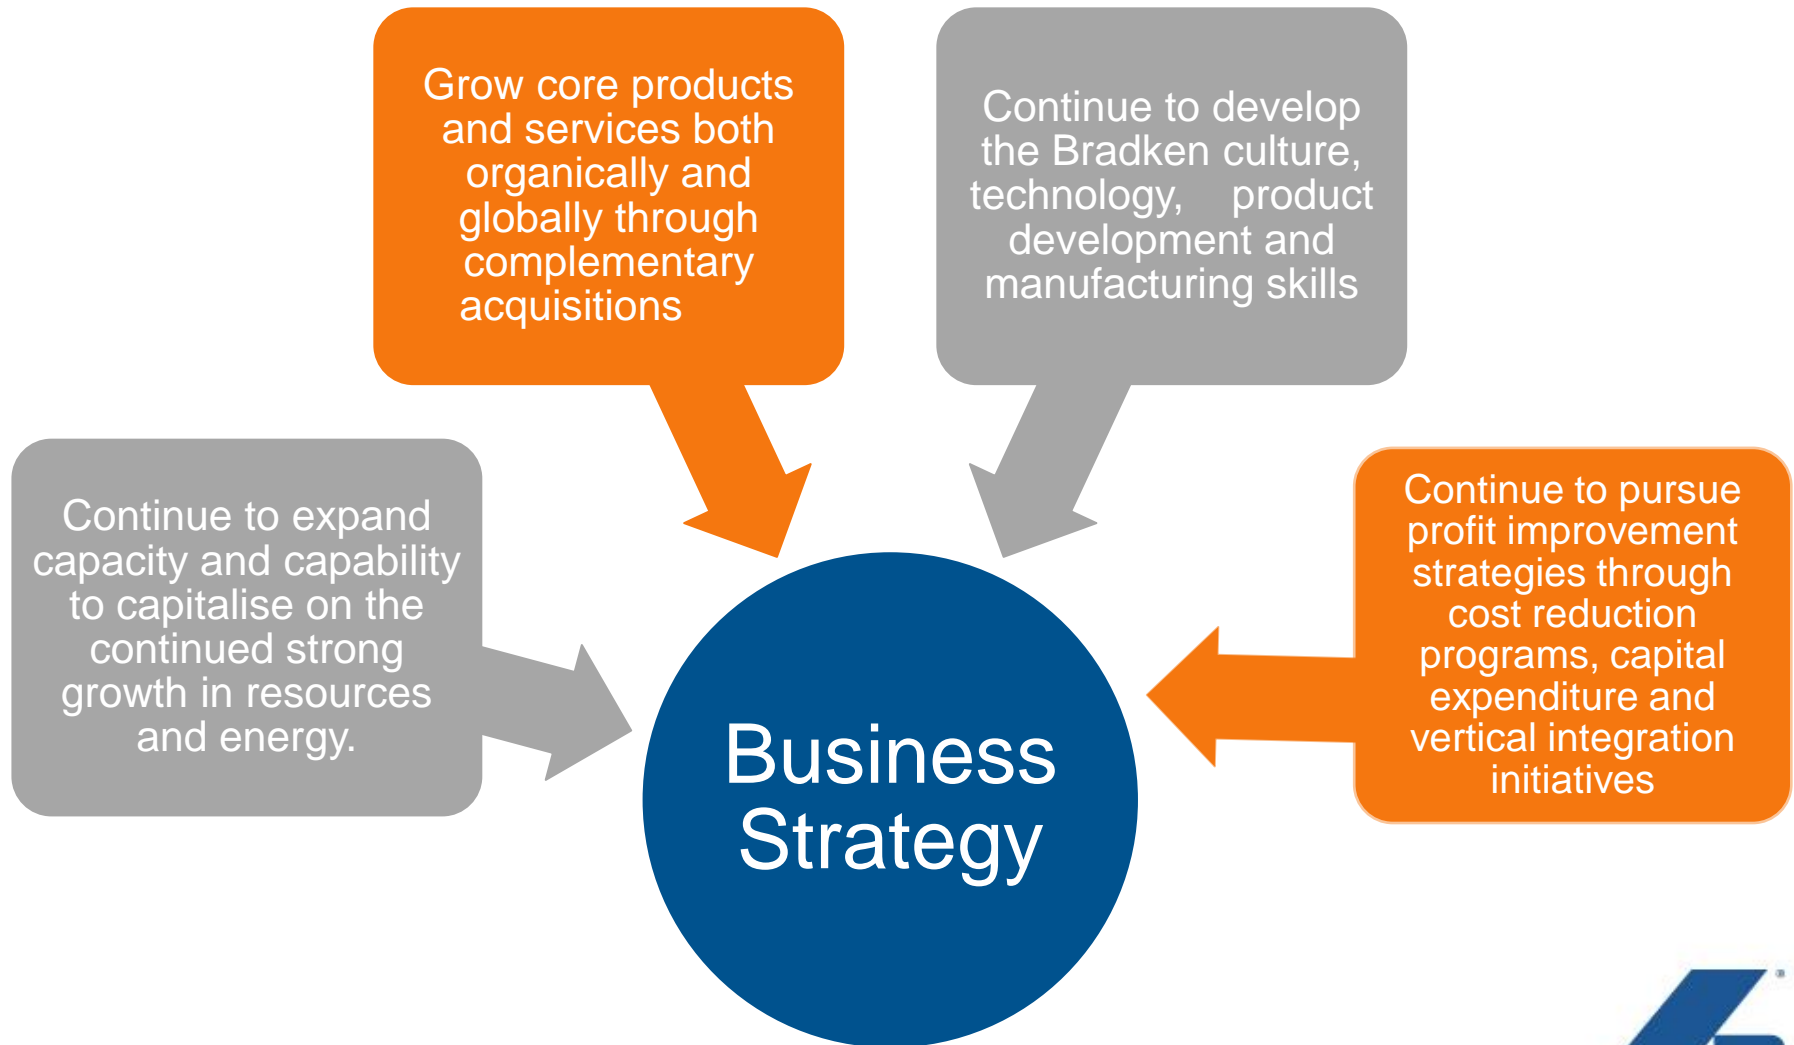 Grow core products
and services both
organically and
globally through
complementary
acquisitions
Continue to develop
the Bradken culture,
technology, product
development and
manufacturing skills
Continue to expand
capacity and capability
to capitalise on the
continued strong
growth in resources
and energy.
Continue to pursue
profit improvement
strategies through
cost reduction
programs, capital
expenditure and
vertical integration
initiatives
Business
Strategy
®